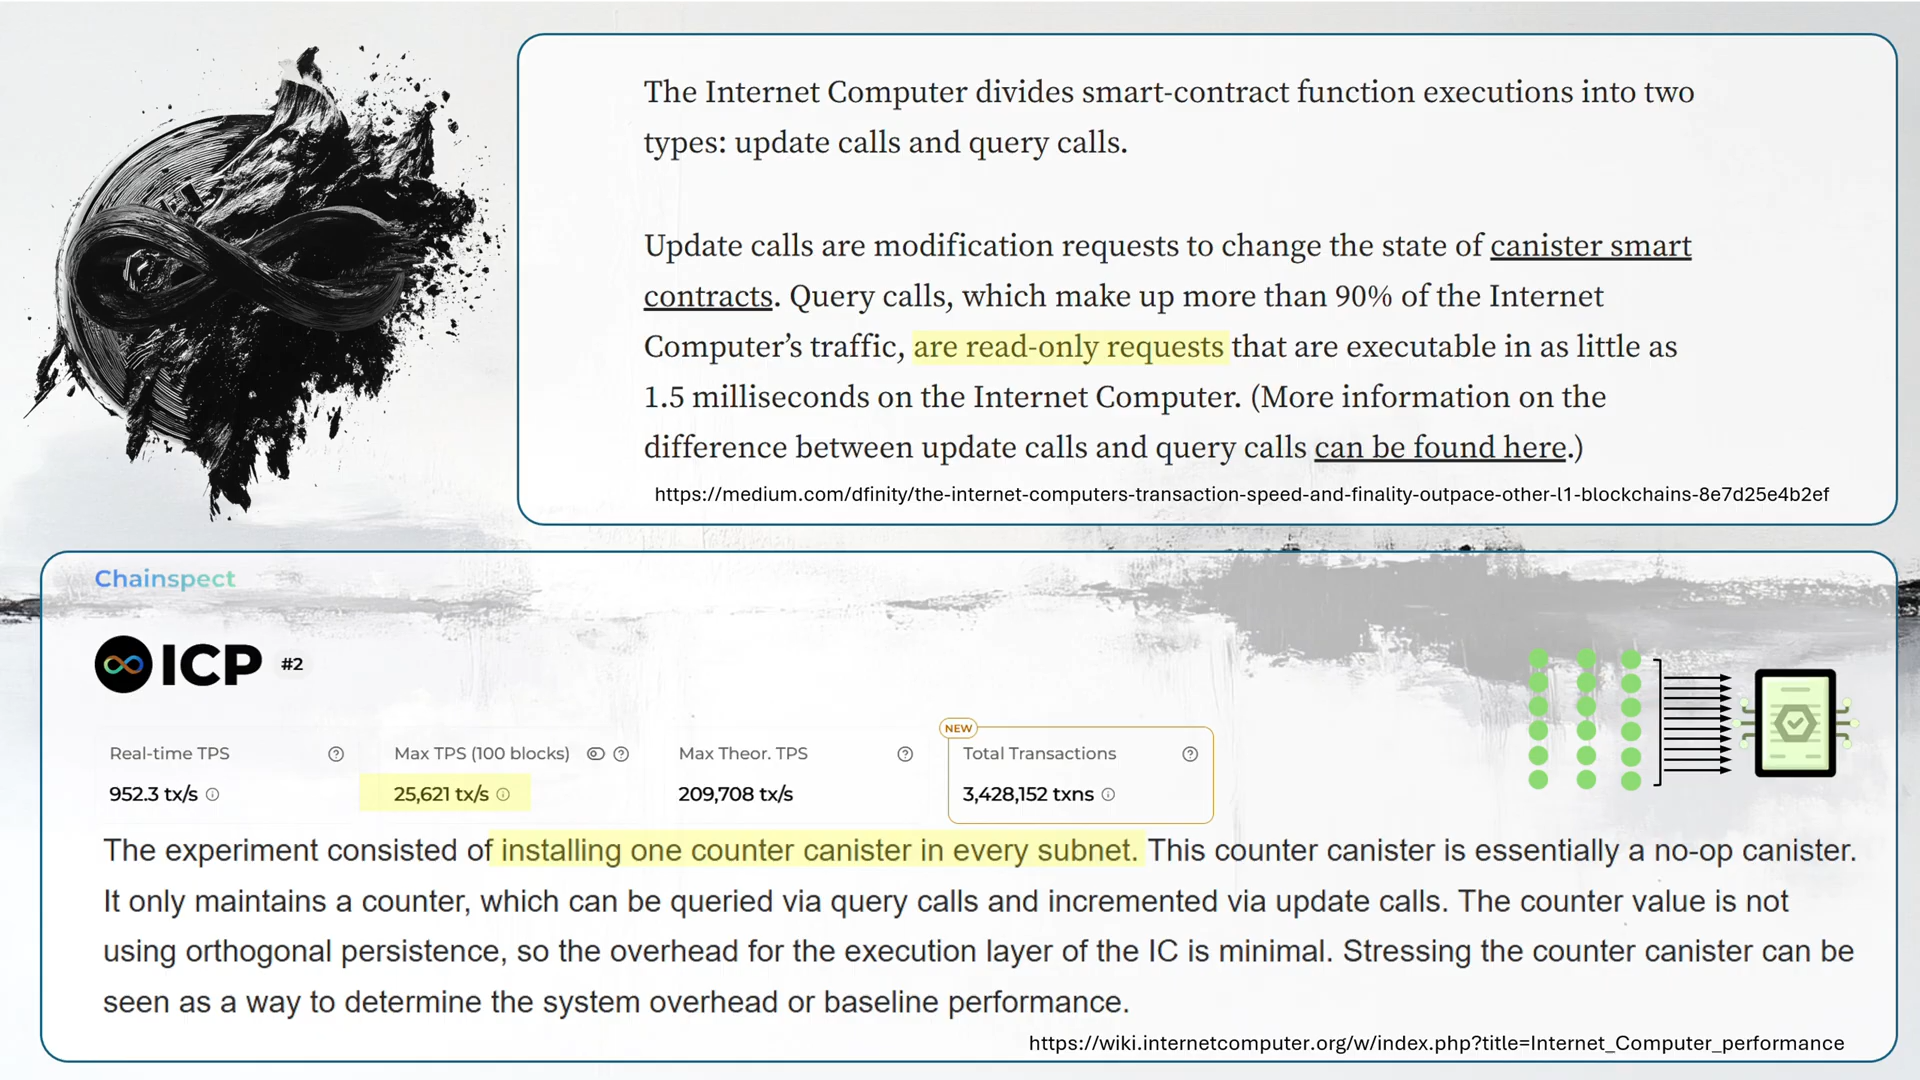 The Internet Computer divides smart-contract function executions into two
types: update calls and query calls.
Update calls are modification requests to change the state of canister smart
contracts. Query calls, which make up more than 90% of the Internet
Computer’s traffic, are read-only requests that are executable in as little as
1.5 milliseconds on the Internet Computer. (More information on the
difference between update calls and query calls can be found here.)
https://medium.com/dfinity/the-internet-computers-transaction-speed-and-finality-outpace-other-l1-blockchains-8e7d25e4b2ef
Chainspect
ICP #2
NEW
Real-time TPS Max TPS (100 blocks) Max Theor. TPS Total Transactions
952.3 tx/s 25,621 tx/s 209,708 tx/s 3,428,152 txns
The experiment consisted of installing one counter canister in every subnet. This counter canister is essentially a no-op canister.
It only maintains a counter, which can be queried via query calls and incremented via update calls. The counter value is not
using orthogonal persistence, so the overhead for the execution layer of the IC is minimal. Stressing the counter canister can be
seen as a way to determine the system overhead or baseline performance.
https://wiki.internetcomputer.org/w/index.php?title=Internet_Computer_performance